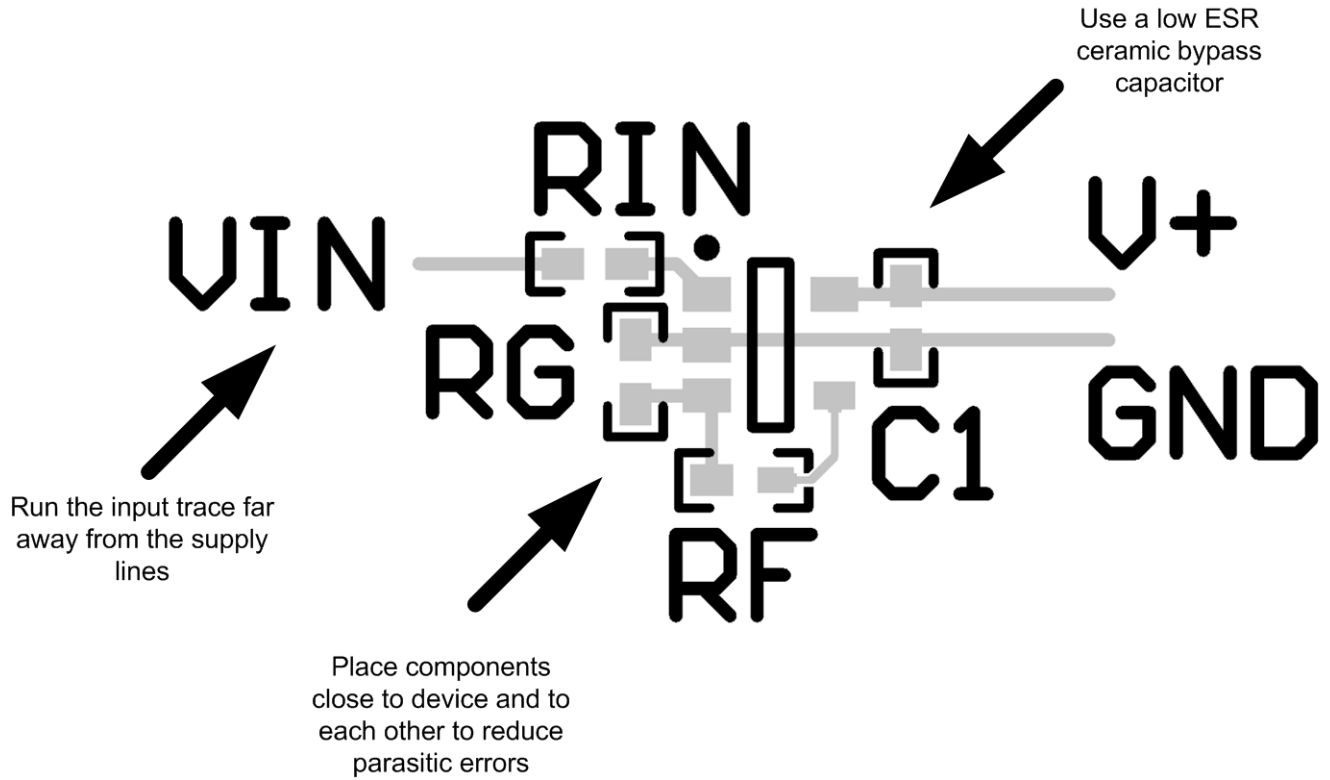 Use a low ESR
ceramic bypass
capacitor
RIN
V+
VIN
RG
GND
C1
Run the input trace far
away from the supply
lines
RF
Place components
close to device and to
each other to reduce
parasitic errors